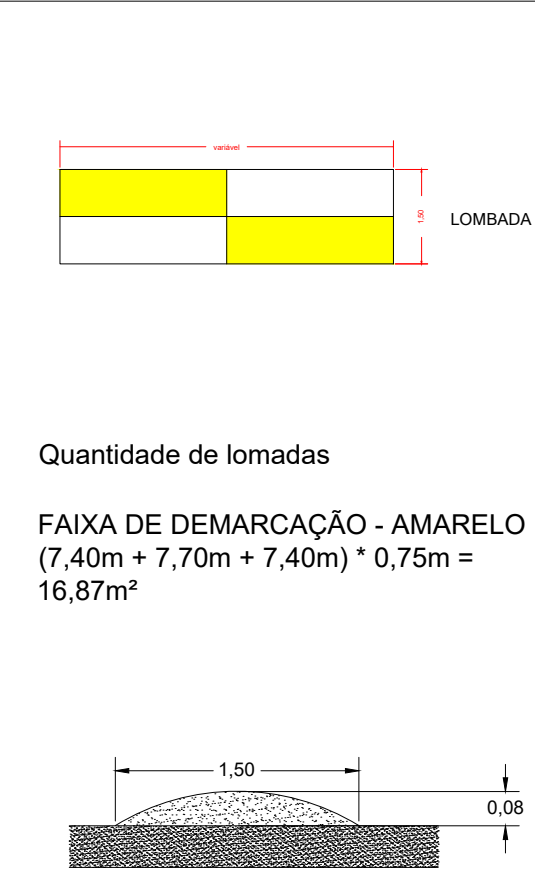 variável
1,50
LOMBADA
Quantidade de lomadas
FAIXA DE DEMARCAÇÃO - AMARELO
(7,40m + 7,70m + 7,40m) * 0,75m =
16,87m²
1,50
0,08